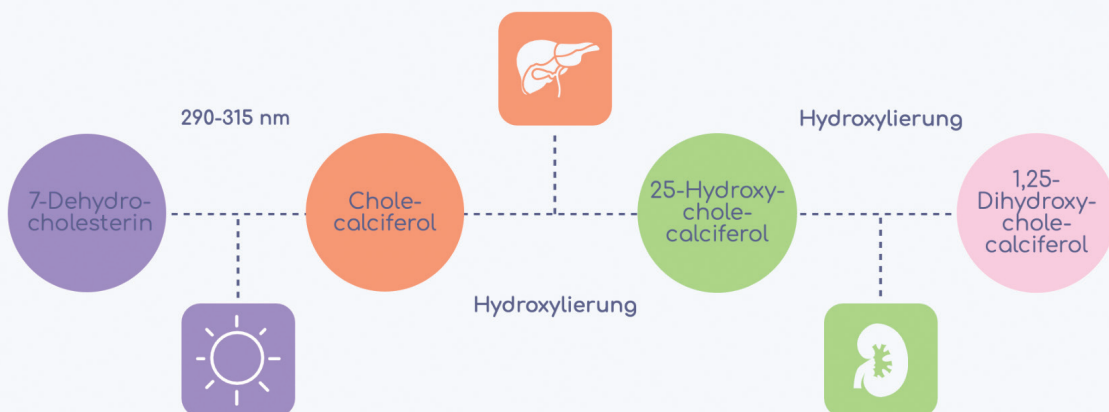 290-315 nm
Hydroxylierung
7-Dehydro-
cholesterin
Chole-
calciferol
25-Hydroxy-
chole-
calciferol
1,25-
Dihydroxy-
chole-
calciferol
Hydroxylierung